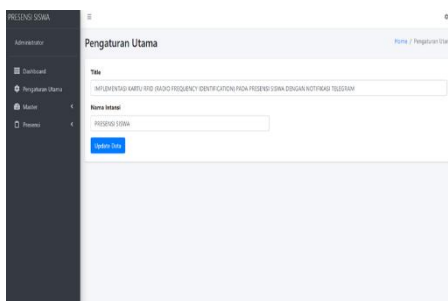 PRESENSI SISWA
Administrator
Dashboard
Pengaturan Utama
Master
Presensi
Pengaturan Utama
Home / Pengaturan Utam
Title
IMPLEMENTASI KARTU RFID (RADIO FREQUENCY IDENTIFICATION) PADA PRESENSI SISWA DENGAN NOTIFIKASI TELEGRAM
Nama Intansi
PRESENSI SISWA
Update Data